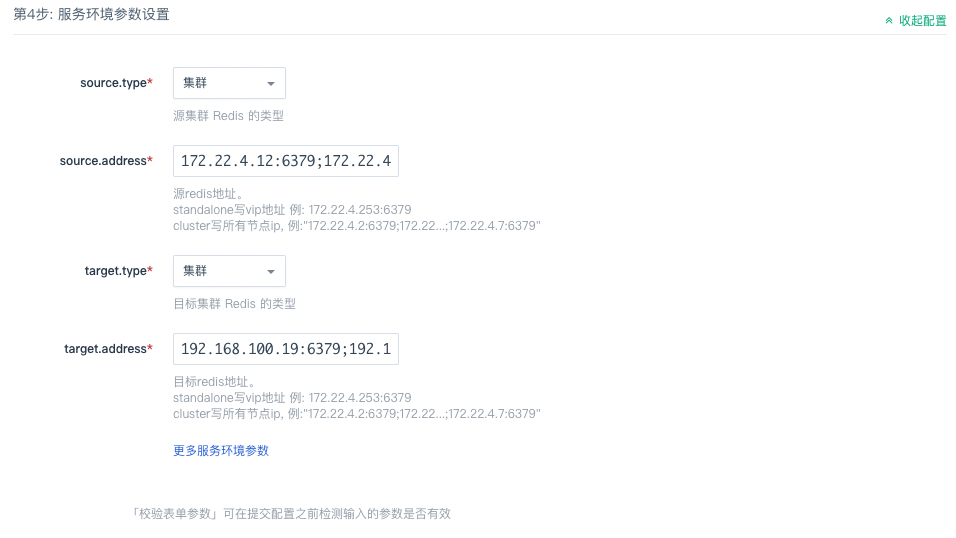 第4步: 服务环境参数设置
收起配置
source.type*
集群
源集群 Redis 的类型
source.address*
172.22.4.12:6379;172.22.4
源redis地址。
standalone写vip地址 例: 172.22.4.253:6379
cluster写所有节点ip, 例:"172.22.4.2:6379;172.22...;172.22.4.7:6379"
target.type*
集群
目标集群 Redis 的类型
target.address*
192.168.100.19:6379;192.1
目标redis地址。
standalone写vip地址 例: 172.22.4.253:6379
cluster写所有节点ip, 例:"172.22.4.2:6379;172.22...;172.22.4.7:6379"
更多服务环境参数
「校验表单参数」可在提交配置之前检测输入的参数是否有效